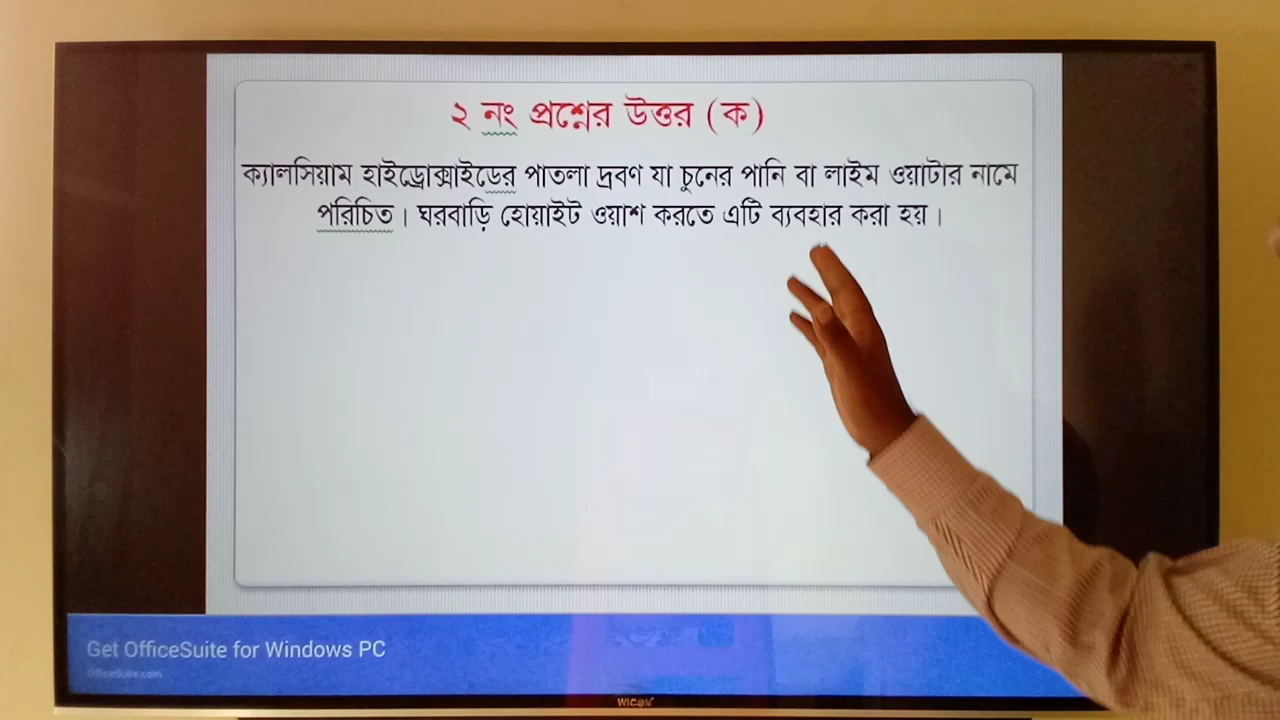 ২ নং প্রশ্নের উত্তর (ক)
ক্যালসিয়াম হাইড্রোক্সাইডের পাতলা দ্রবণ যা চুনের পানি বা লাইম ওয়াটার নামে
পরিচিত। ঘরবাড়ি হোয়াইট ওয়াশ করতে এটি ব্যবহার করা হয়।
Get OfficeSuite for Windows PC
OfficeSuite.com
WICON